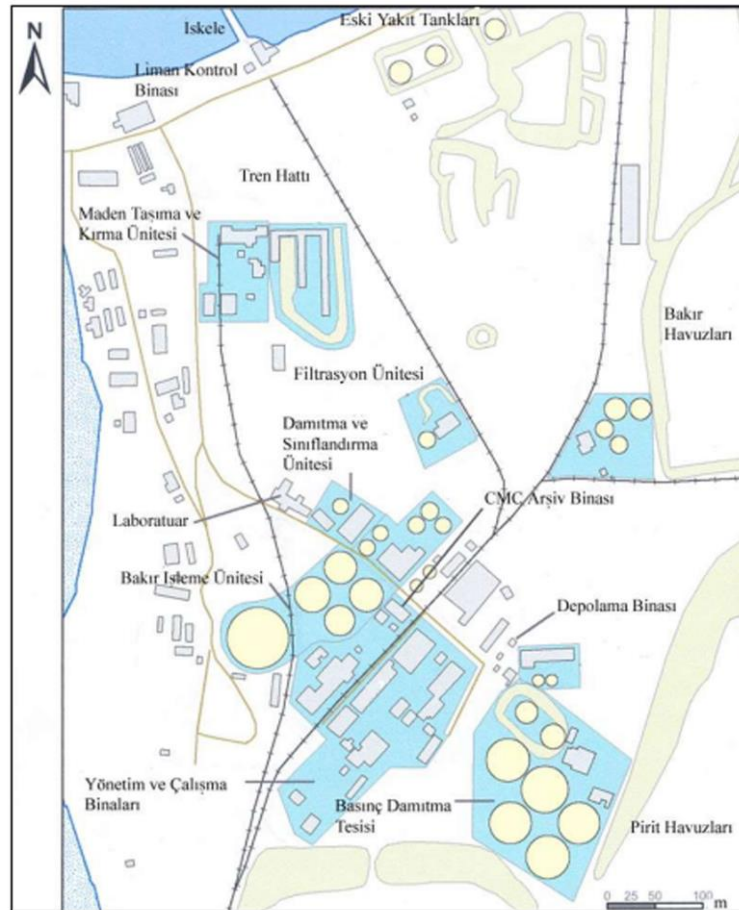 N
Iskele
Eski Yakıt Tankları
Liman Kontrol
Binası
Tren Hattı
Maden Taşıma ve
Kırma Ünitesi
Bakır
Havuzları
Filtrasyon Ünitesi
Damıtma ve
Sınıflandırma
Ünitesi
CMC Arşiv Binası
Laboratuar
Bakır İşleme Ünitesi
Depolama Binası
Yönetim ve Çalışma
Binaları
Basınç Damıtma
Tesisi
Pirit Havuzları
0 25 50 100 m